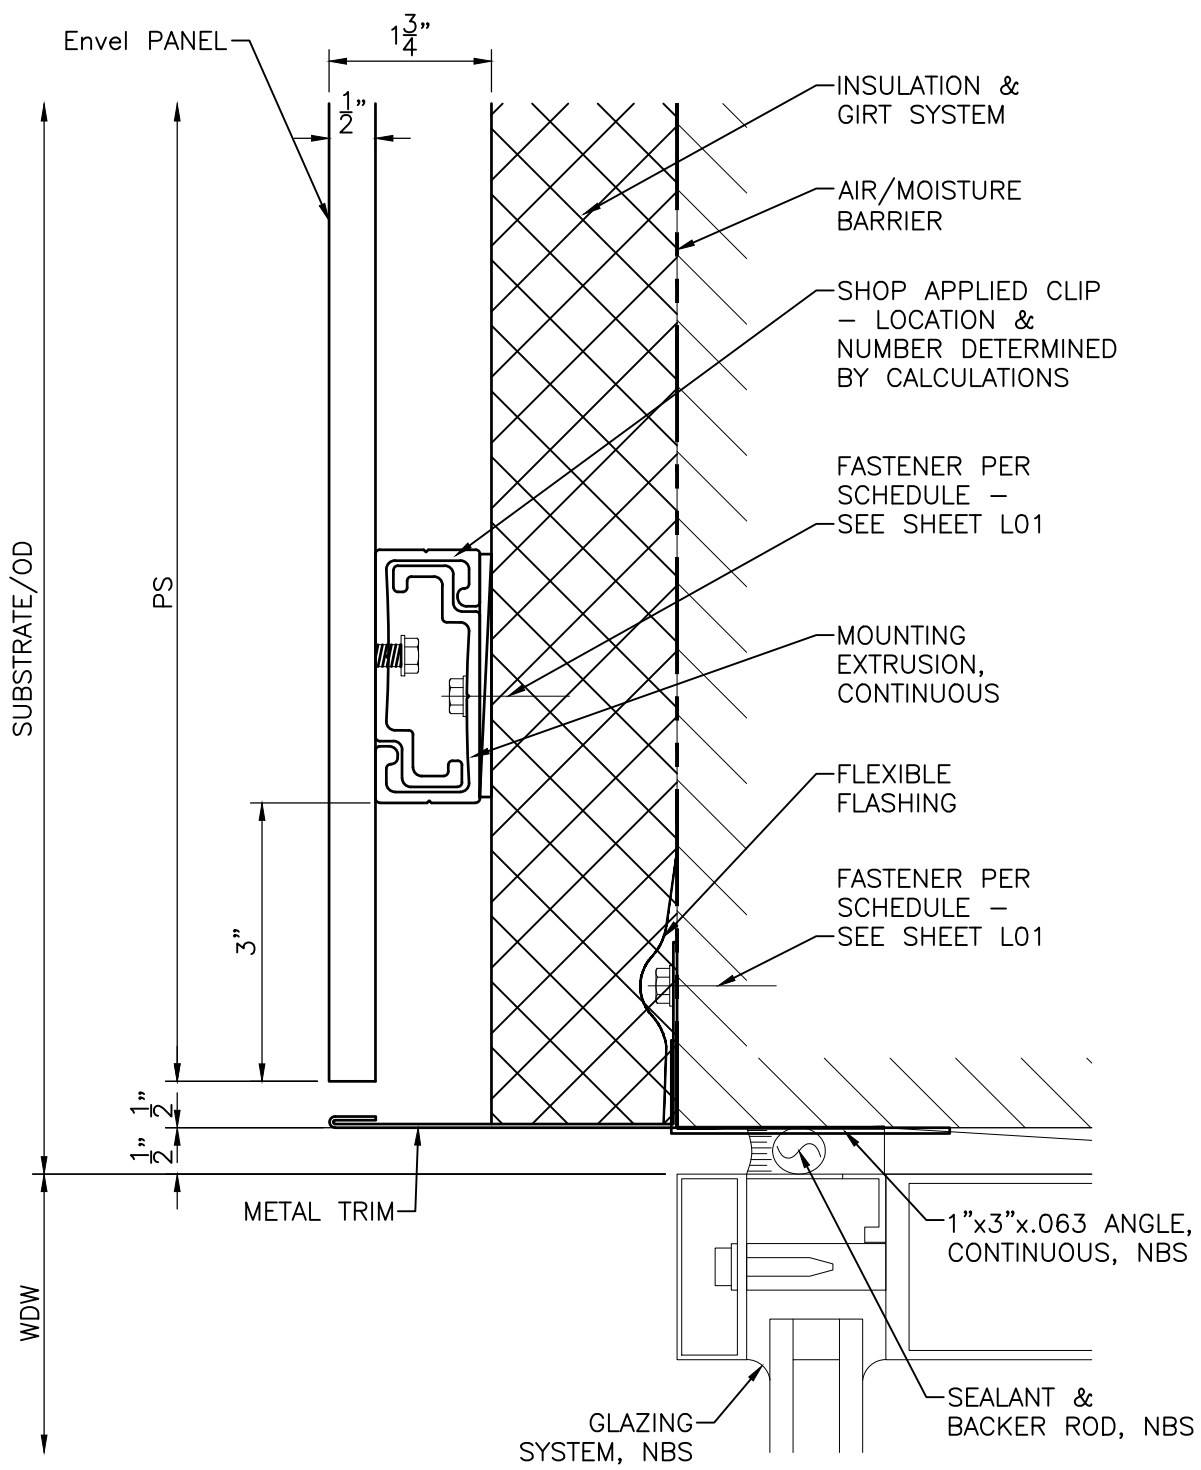 Envel PANEL
1 3/4"
1/2"
INSULATION &
GIRT SYSTEM
AIR/MOISTURE
BARRIER
SHOP APPLIED CLIP
– LOCATION &
NUMBER DETERMINED
BY CALCULATIONS
FASTENER PER
SCHEDULE –
SEE SHEET L01
SUBSTRATE/OD
PS
MOUNTING
EXTRUSION,
CONTINUOUS
FLEXIBLE
FLASHING
FASTENER PER
SCHEDULE –
SEE SHEET L01
3"
1/2"
1/2"
METAL TRIM
1"x3"x.063 ANGLE,
CONTINUOUS, NBS
WDW
SEALANT &
BACKER ROD, NBS
GLAZING
SYSTEM, NBS